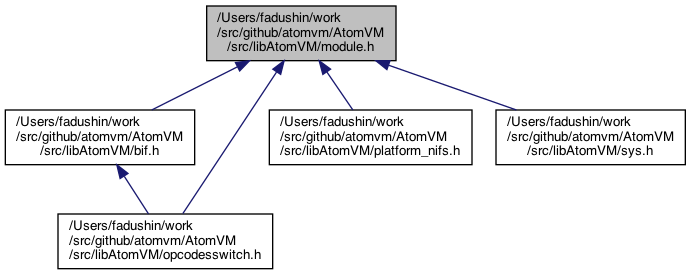 /Users/fadushin/work
/src/github/atomvm/AtomVM
/src/libAtomVM/module.h
/Users/fadushin/work
/src/github/atomvm/AtomVM
/src/libAtomVM/bif.h
/Users/fadushin/work
/src/github/atomvm/AtomVM
/src/libAtomVM/platform_nifs.h
/Users/fadushin/work
/src/github/atomvm/AtomVM
/src/libAtomVM/sys.h
/Users/fadushin/work
/src/github/atomvm/AtomVM
/src/libAtomVM/opcodesswitch.h